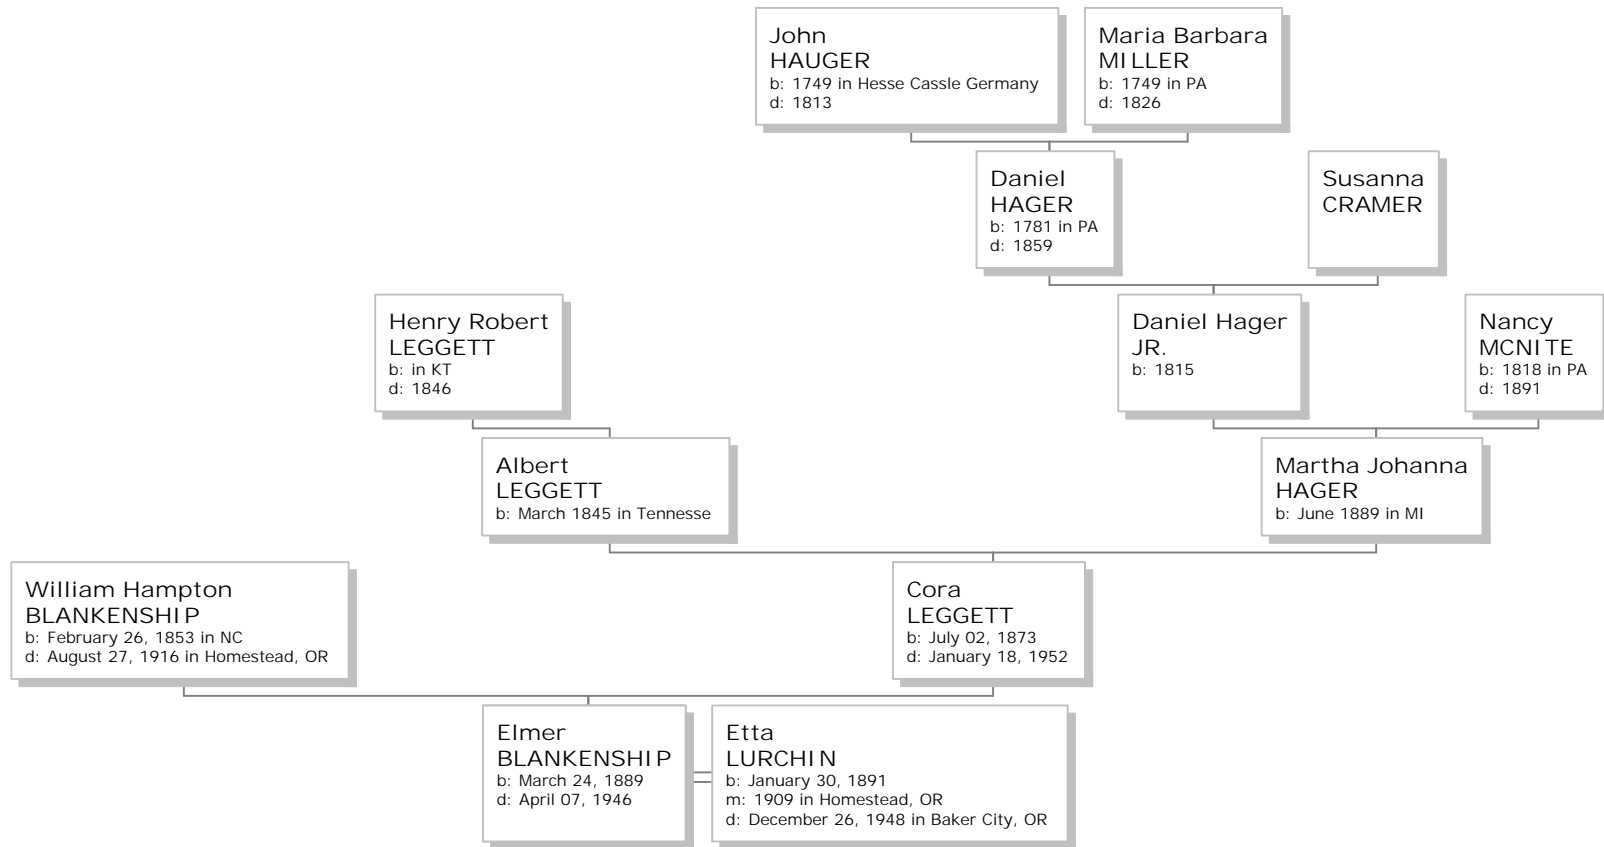 John
HAUGER
b: 1749 in Hesse Cassle Germany
d: 1813
Maria Barbara
MILLER
b: 1749 in PA
d: 1826
Daniel
HAGER
b: 1781 in PA
d: 1859
Susanna
CRAMER
Henry Robert
LEGGETT
b: in KT
d: 1846
Daniel Hager
JR.
b: 1815
Nancy
MCNITE
b: 1818 in PA
d: 1891
Albert
LEGGETT
b: March 1845 in Tennesse
Martha Johanna
HAGER
b: June 1889 in MI
William Hampton
BLANKENSHIP
b: February 26, 1853 in NC
d: August 27, 1916 in Homestead, OR
Cora
LEGGETT
b: July 02, 1873
d: January 18, 1952
Elmer
BLANKENSHIP
b: March 24, 1889
d: April 07, 1946
Etta
LURCHIN
b: January 30, 1891
m: 1909 in Homestead, OR
d: December 26, 1948 in Baker City, OR